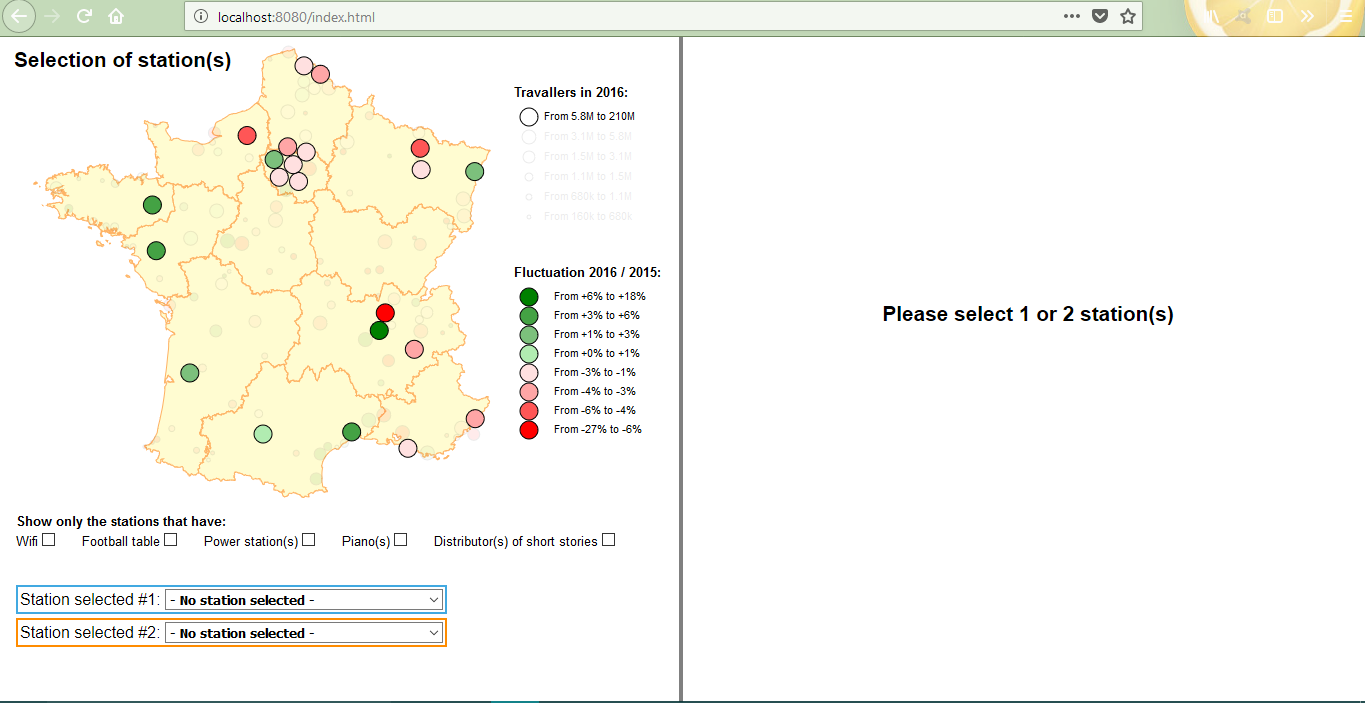 localhost:8080/index.html
Selection of station(s)
Travallers in 2016:
From 5.8M to 210M
From 3.1M to 5.8M
From 1.5M to 3.1M
From 1.1M to 1.5M
From 680k to 1.1M
From 160k to 680k
Fluctuation 2016 / 2015:
From +6% to +18%
From +3% to +6%
From +1% to +3%
From +0% to +1%
From -3% to -1%
From -4% to -3%
From -6% to -4%
From -27% to -6%
Please select 1 or 2 station(s)
Show only the stations that have:
Wifi Football table Power station(s) Piano(s) Distributor(s) of short stories
Station selected #1: - No station selected -
Station selected #2: - No station selected -